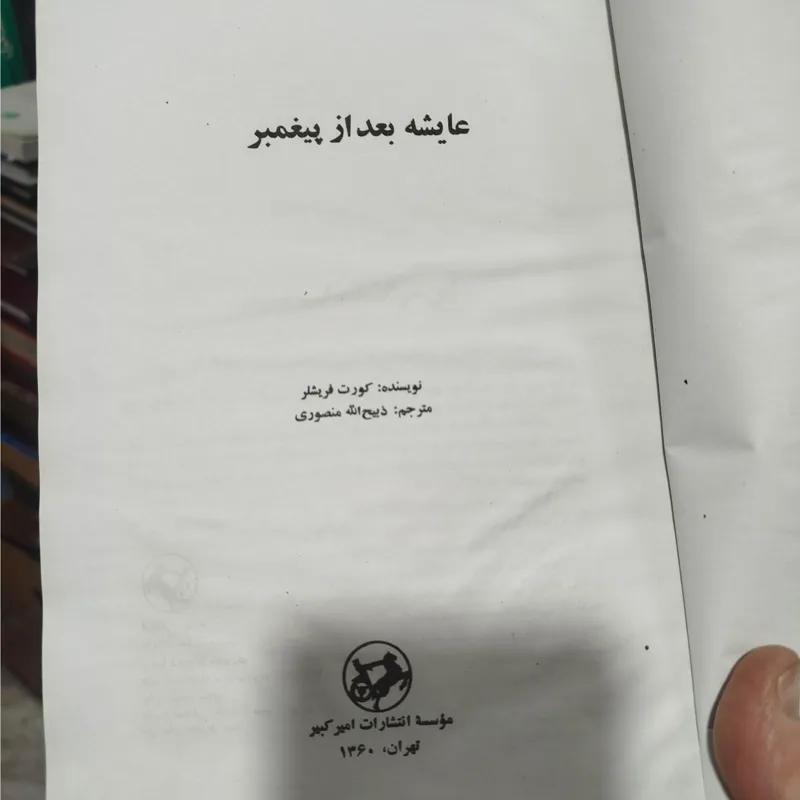 عایشه بعد از پیغمبر
نویسنده: کورت فریشلر
مترجم: ذبیح‌الله منصوری
مؤسسهٔ انتشارات امیرکبیر
تهران، ۱۳۶۰